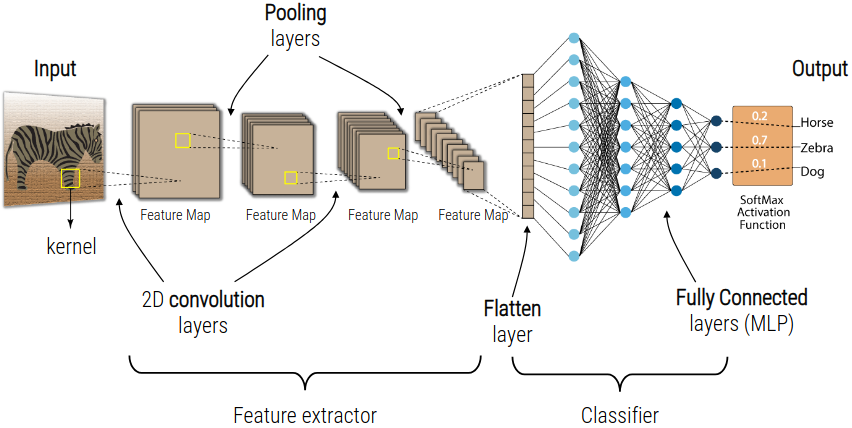 Pooling
layers
Input
Output
0.2
Horse
0.7
Zebra
0.1
Dog
SoftMax
Activation
Function
Feature Map
Feature Map
Feature Map
Feature Map
kernel
2D convolution
layers
Flatten
layer
Fully Connected
layers (MLP)
Feature extractor
Classifier